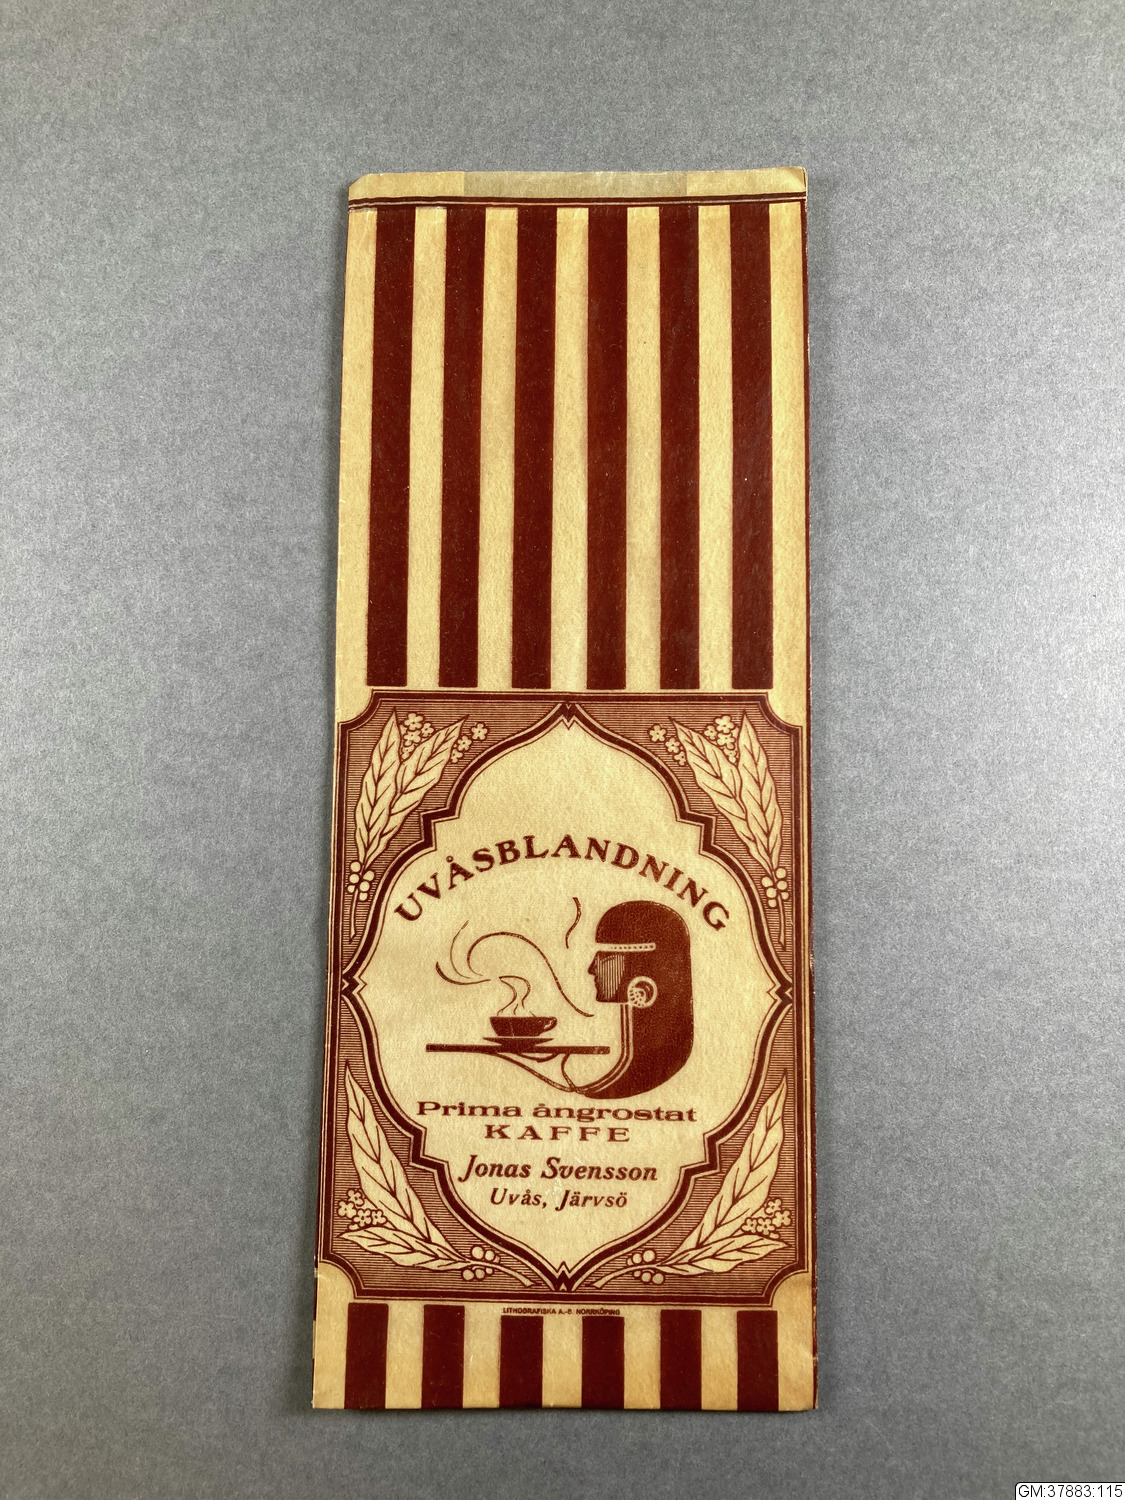 UVÅSBLANDNING
Prima ångrostat
KAFFE
Jonas Svensson
Uvås, Järvsö
LITHOGRAFISKA A.-B. NORRKÖPING
GM:37883:115